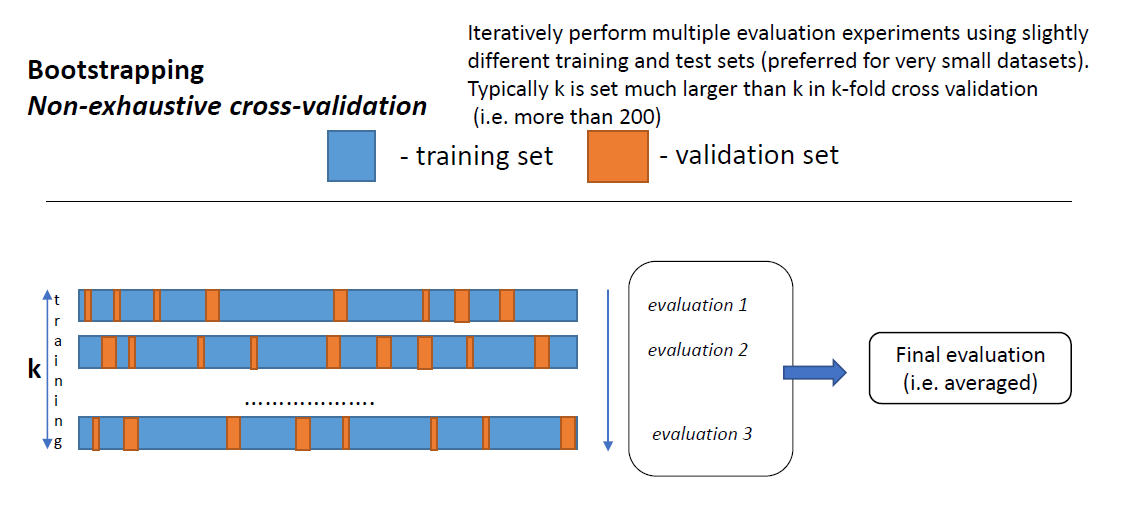 Bootstrapping
Non-exhaustive cross-validation
Iteratively perform multiple evaluation experiments using slightly
different training and test sets (preferred for very small datasets).
Typically k is set much larger than k in k-fold cross validation
(i.e. more than 200)
- training set
- validation set
k
training
evaluation 1
evaluation 2
……………….
evaluation 3
Final evaluation
(i.e. averaged)